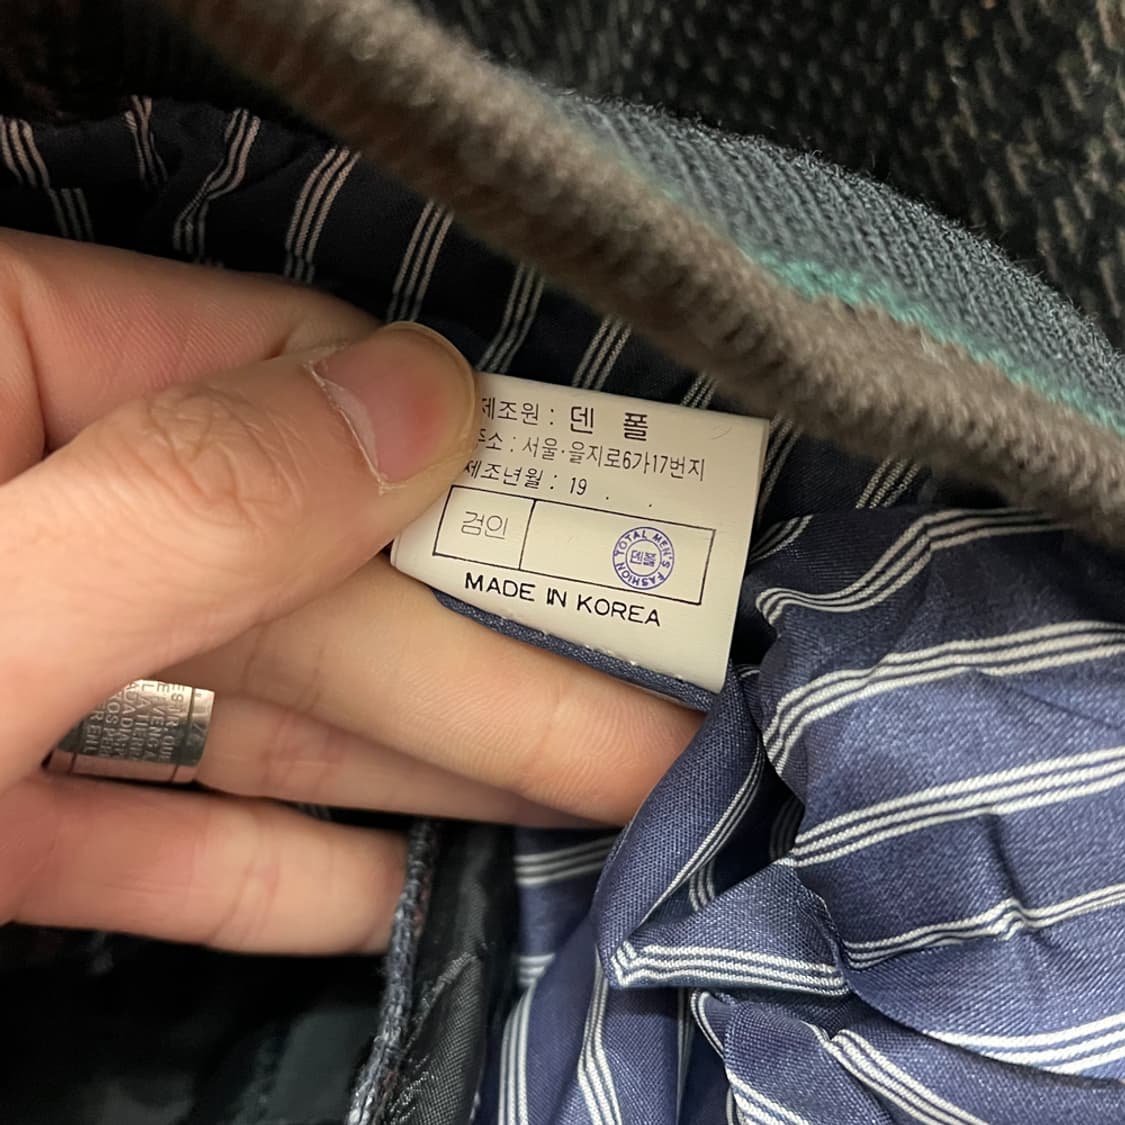 제조원 : 덴 폴
주소 : 서울·을지로6가17번지
제조년월 : 19 . .
검인
TOTAL MEN'S FASHION
덴폴
MADE IN KOREA